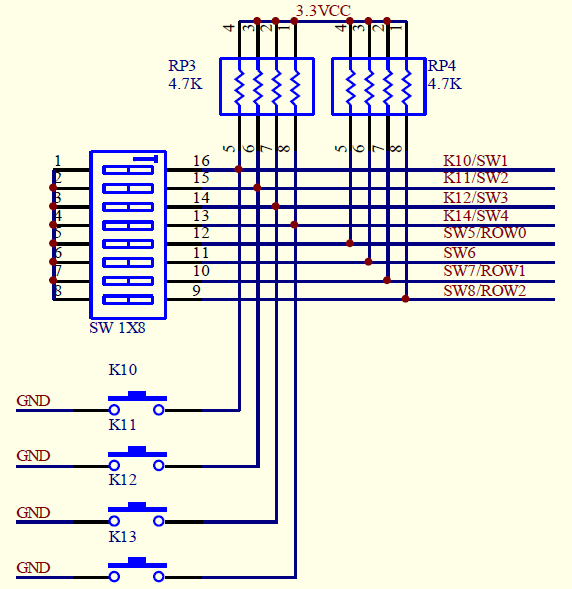 3.3VCC
4 3 2 1 4 3 2 1
RP3
4.7K
RP4
4.7K
5 6 7 8 5 6 7 8
1 16 K10/SW1
2 15 K11/SW2
3 14 K12/SW3
4 13 K14/SW4
5 12 SW5/ROW0
6 11 SW6
7 10 SW7/ROW1
8 9 SW8/ROW2
SW 1X8
K10
GND
K11
GND
K12
GND
K13
GND